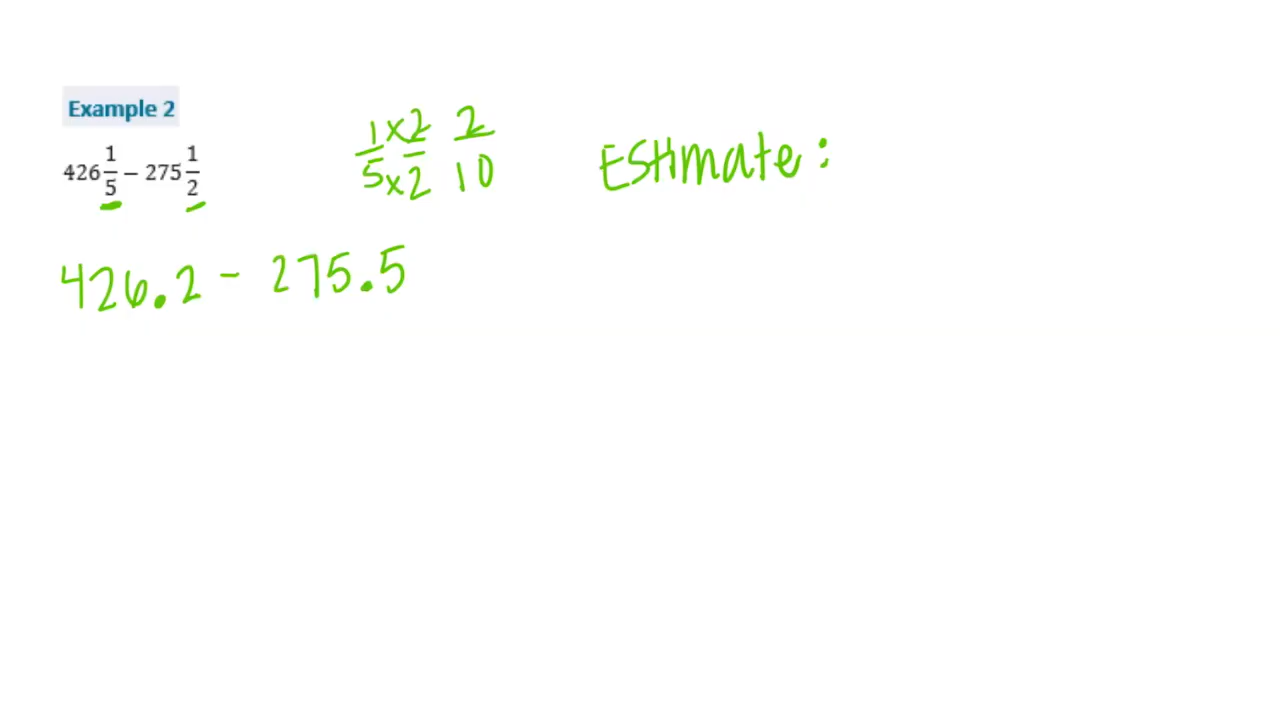 Example 2
426 1/5 − 275 1/2
1/5 ×2/×2 2/10
ESTIMATE:
426.2 - 275.5